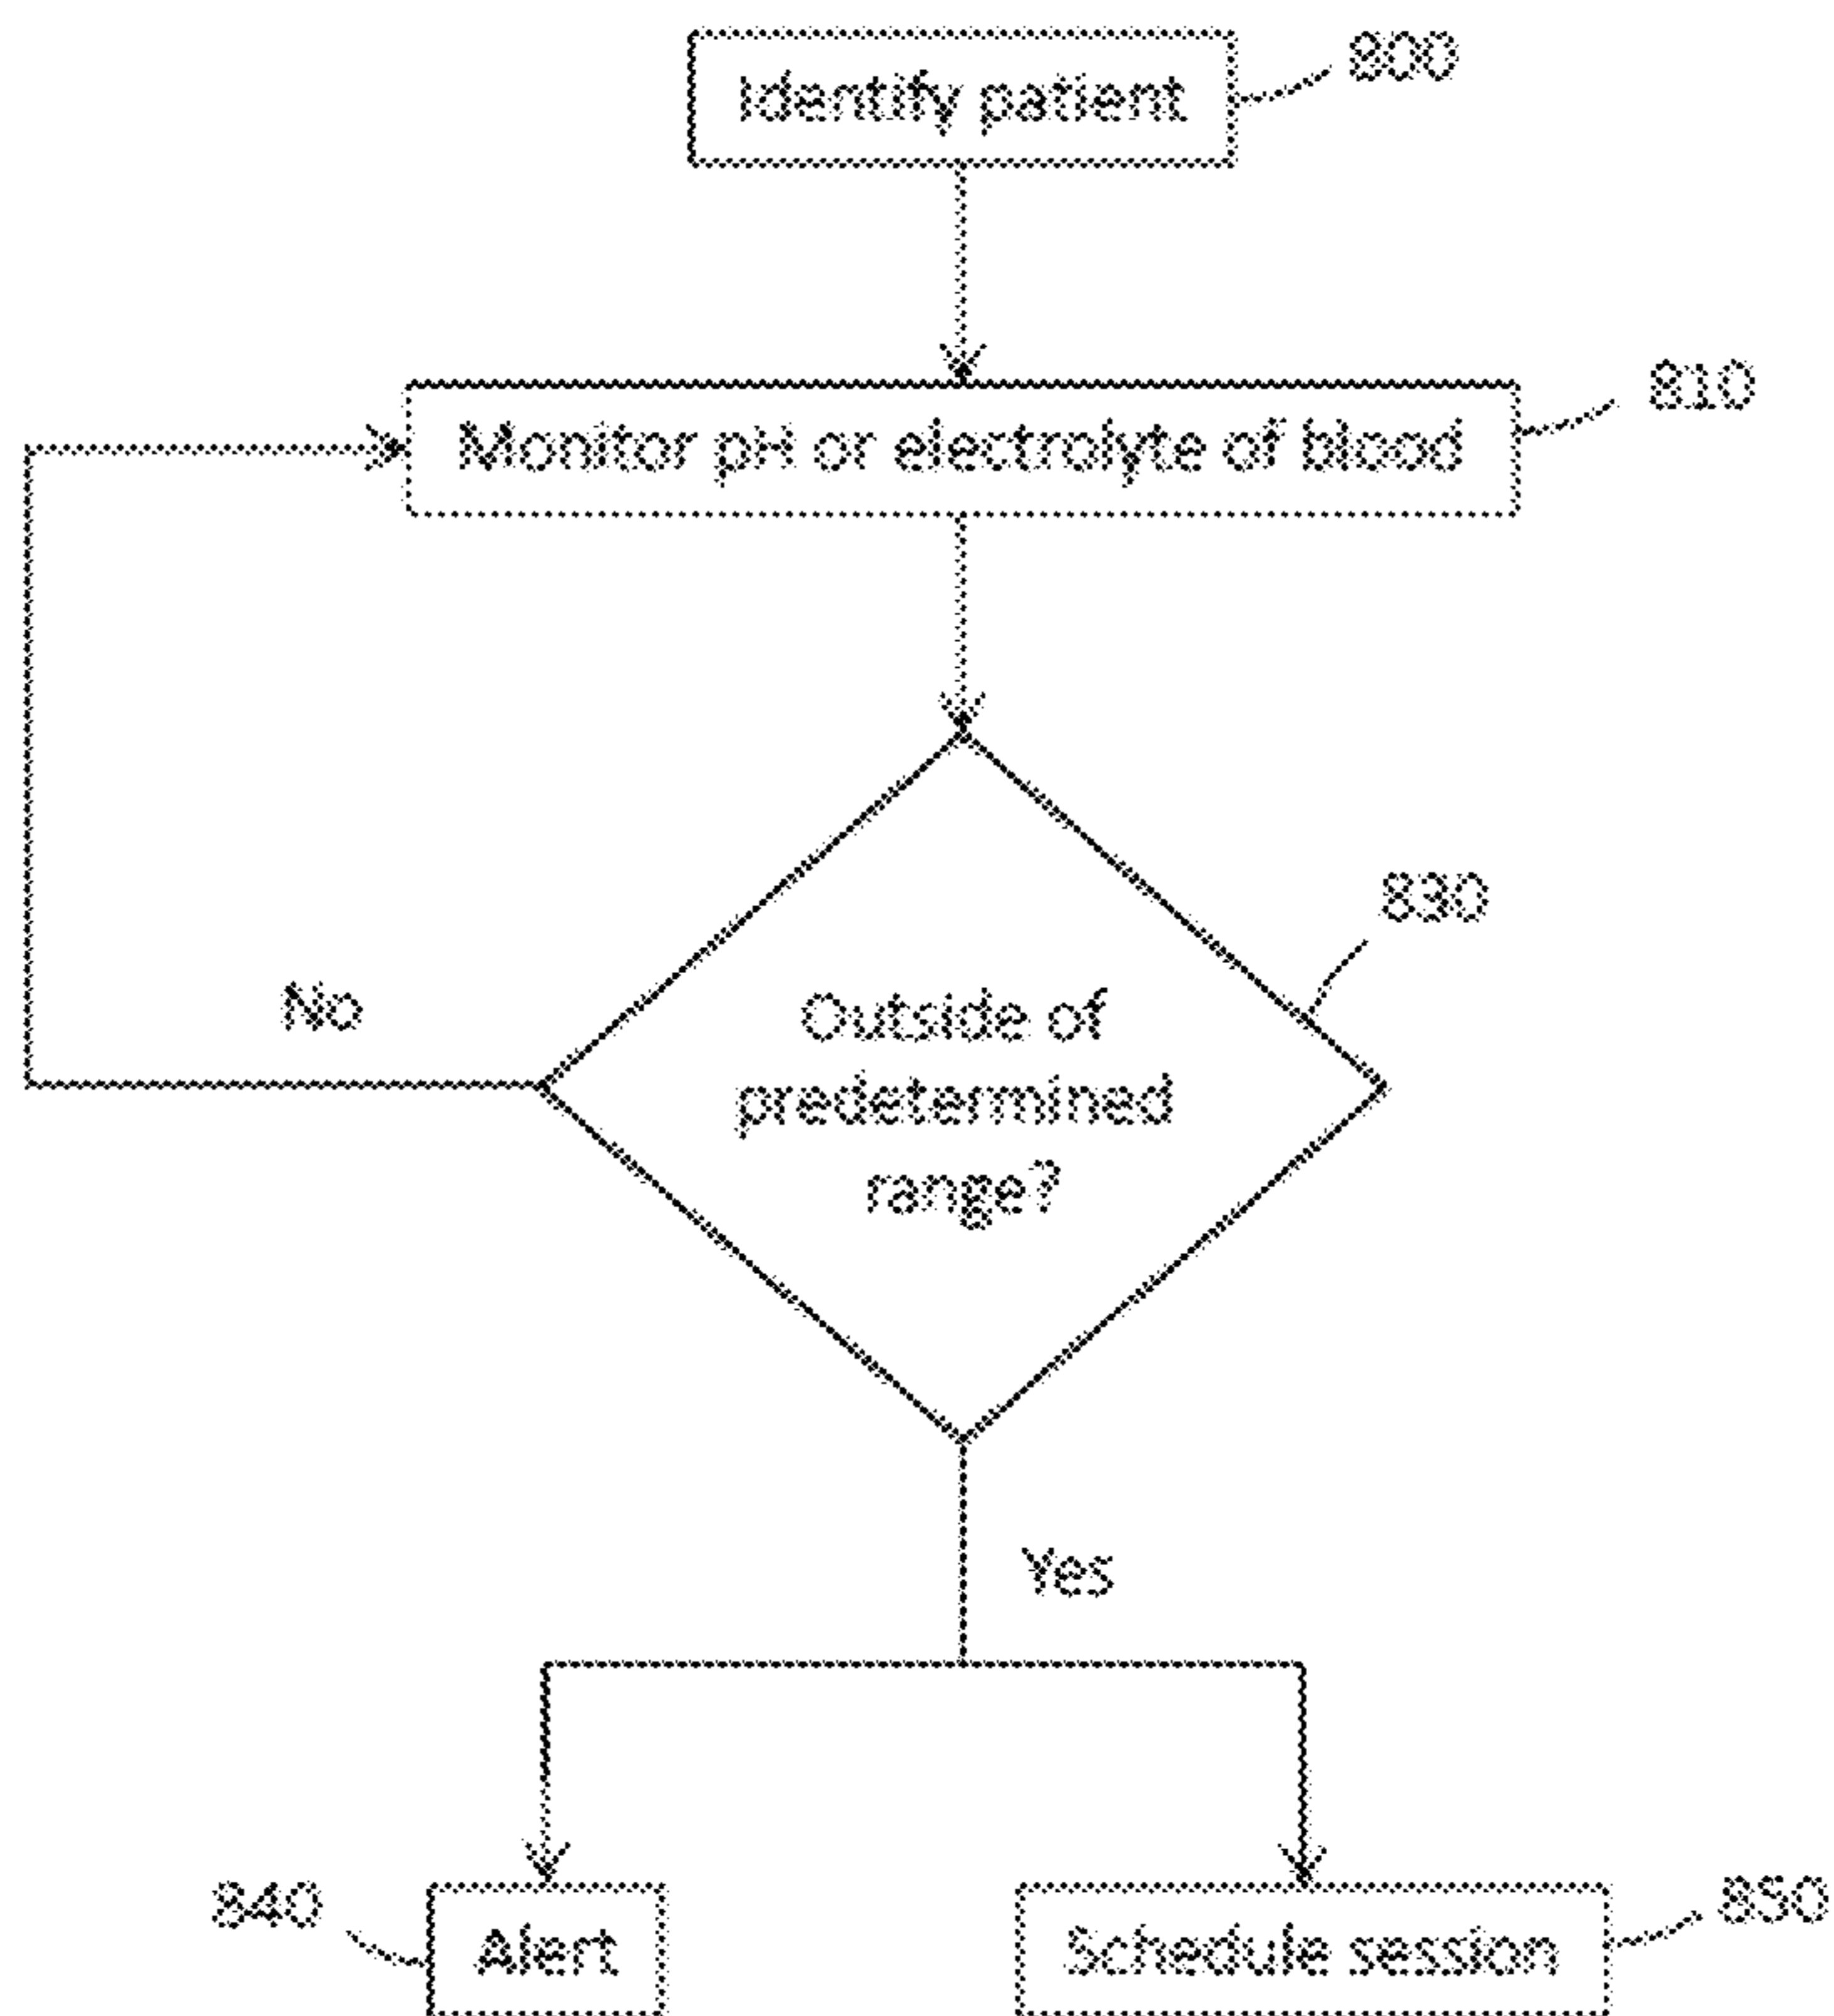 Identify patient
800
Monitor pH or electrolyte of blood
810
830
No
Outside of
predetermined
range?
Yes
840
Alert
850
Schedule session